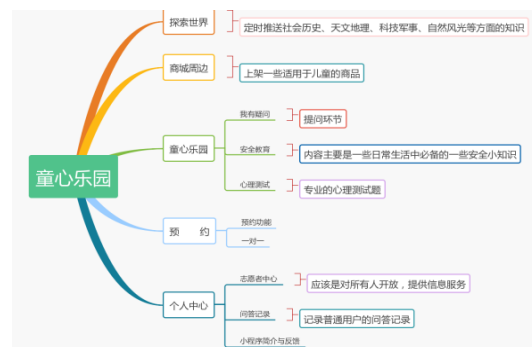 探索世界
定时推送社会历史、天文地理、科技军事、自然风光等方面的知识
商城周边
上架一些适用于儿童的商品
童心乐园
童心乐园
我有疑问
提问环节
安全教育
内容主要是一些日常生活中必备的一些安全小知识
心理测试
专业的心理测试题
预 约
预约功能
一对一
个人中心
志愿者中心
应该是对所有人开放，提供信息服务
问答记录
记录普通用户的问答记录
小程序简介与反馈